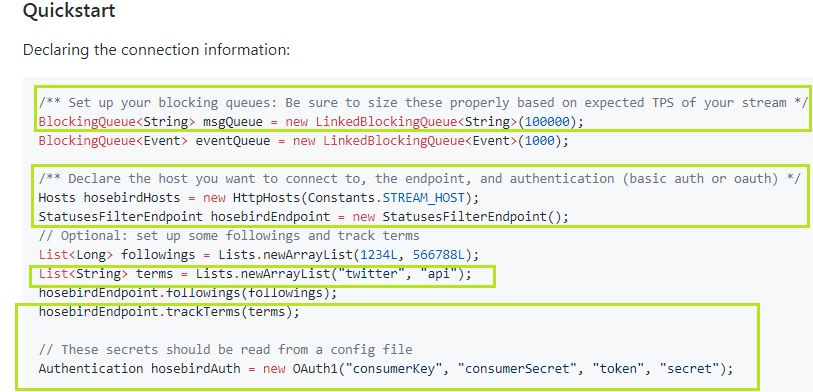 Quickstart
Declaring the connection information:
/** Set up your blocking queues: Be sure to size these properly based on expected TPS of your stream */
BlockingQueue<String> msgQueue = new LinkedBlockingQueue<String>(100000);
BlockingQueue<Event> eventQueue = new LinkedBlockingQueue<Event>(1000);
/** Declare the host you want to connect to, the endpoint, and authentication (basic auth or oauth) */
Hosts hosebirdHosts = new HttpHosts(Constants.STREAM_HOST);
StatusesFilterEndpoint hosebirdEndpoint = new StatusesFilterEndpoint();
// Optional: set up some followings and track terms
List<Long> followings = Lists.newArrayList(1234L, 566788L);
List<String> terms = Lists.newArrayList("twitter", "api");
hosebirdEndpoint.followings(followings);
hosebirdEndpoint.trackTerms(terms);
// These secrets should be read from a config file
Authentication hosebirdAuth = new OAuth1("consumerKey", "consumerSecret", "token", "secret");